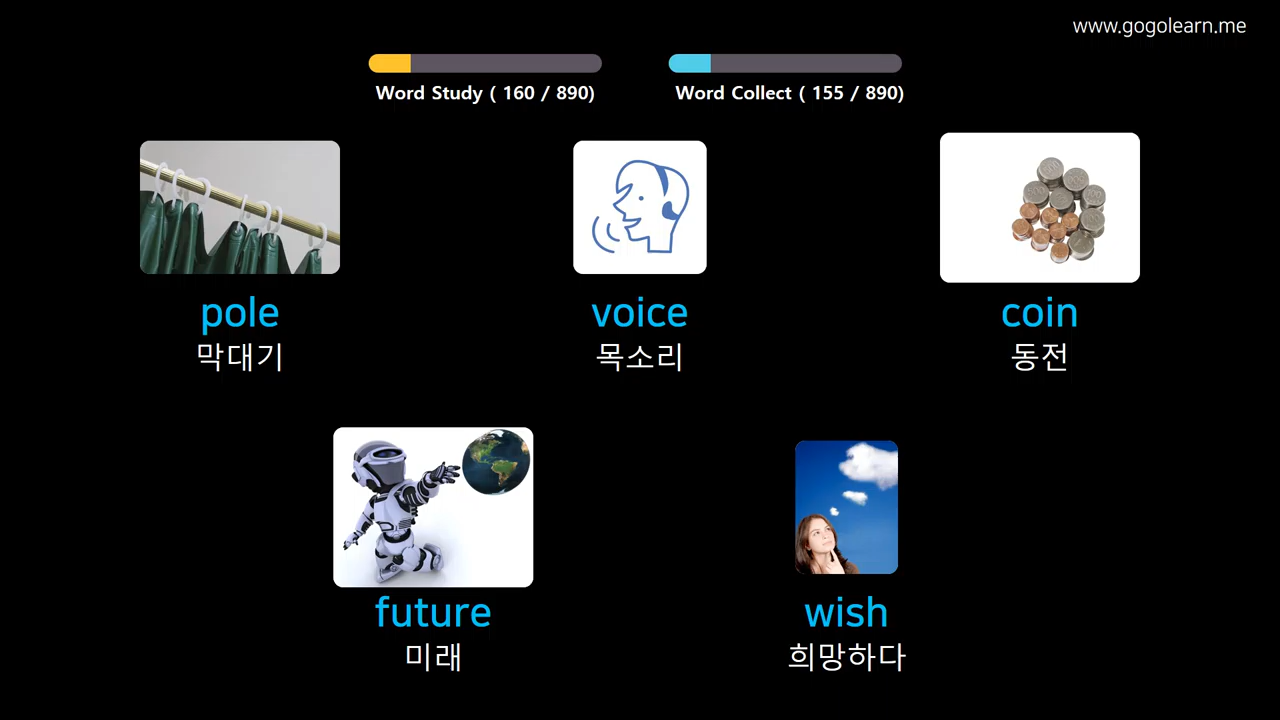 www.gogolearn.me
Word Study ( 160 / 890)
Word Collect ( 155 / 890)
pole
막대기
voice
목소리
coin
동전
future
미래
wish
희망하다